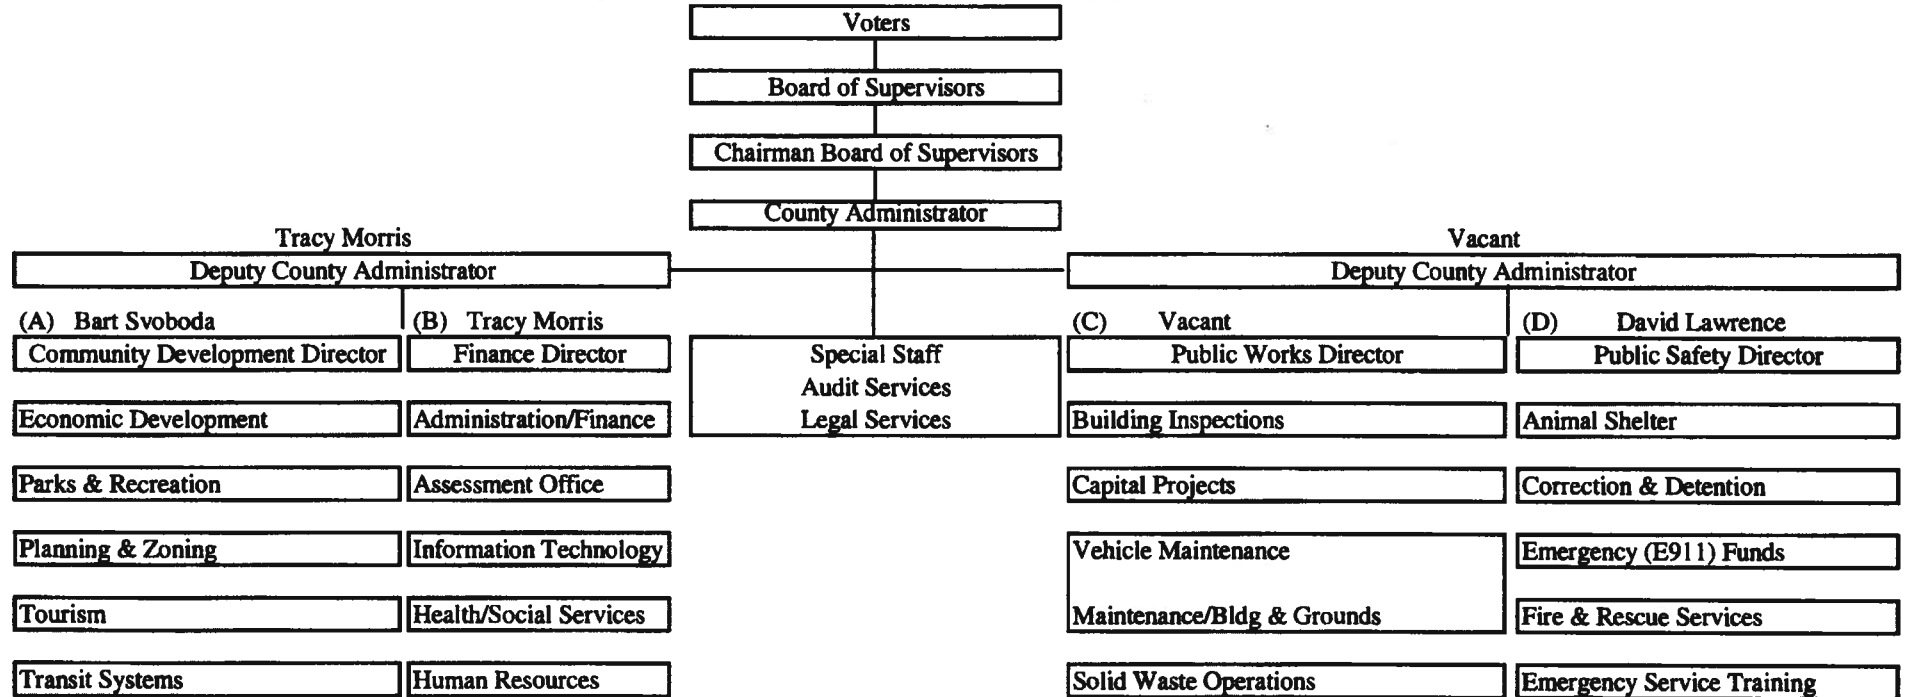 Voters
Board of Supervisors
Chairman Board of Supervisors
County Administrator
Tracy Morris
Vacant
Deputy County Administrator
Deputy County Administrator
(A) Bart Svoboda
(B) Tracy Morris
(C) Vacant
(D) David Lawrence
Community Development Director
Finance Director
Special Staff
Public Works Director
Public Safety Director
Audit Services
Economic Development
Administration/Finance
Legal Services
Building Inspections
Animal Shelter
Parks & Recreation
Assessment Office
Capital Projects
Correction & Detention
Planning & Zoning
Information Technology
Vehicle Maintenance
Emergency (E911) Funds
Tourism
Health/Social Services
Maintenance/Bldg & Grounds
Fire & Rescue Services
Transit Systems
Human Resources
Solid Waste Operations
Emergency Service Training